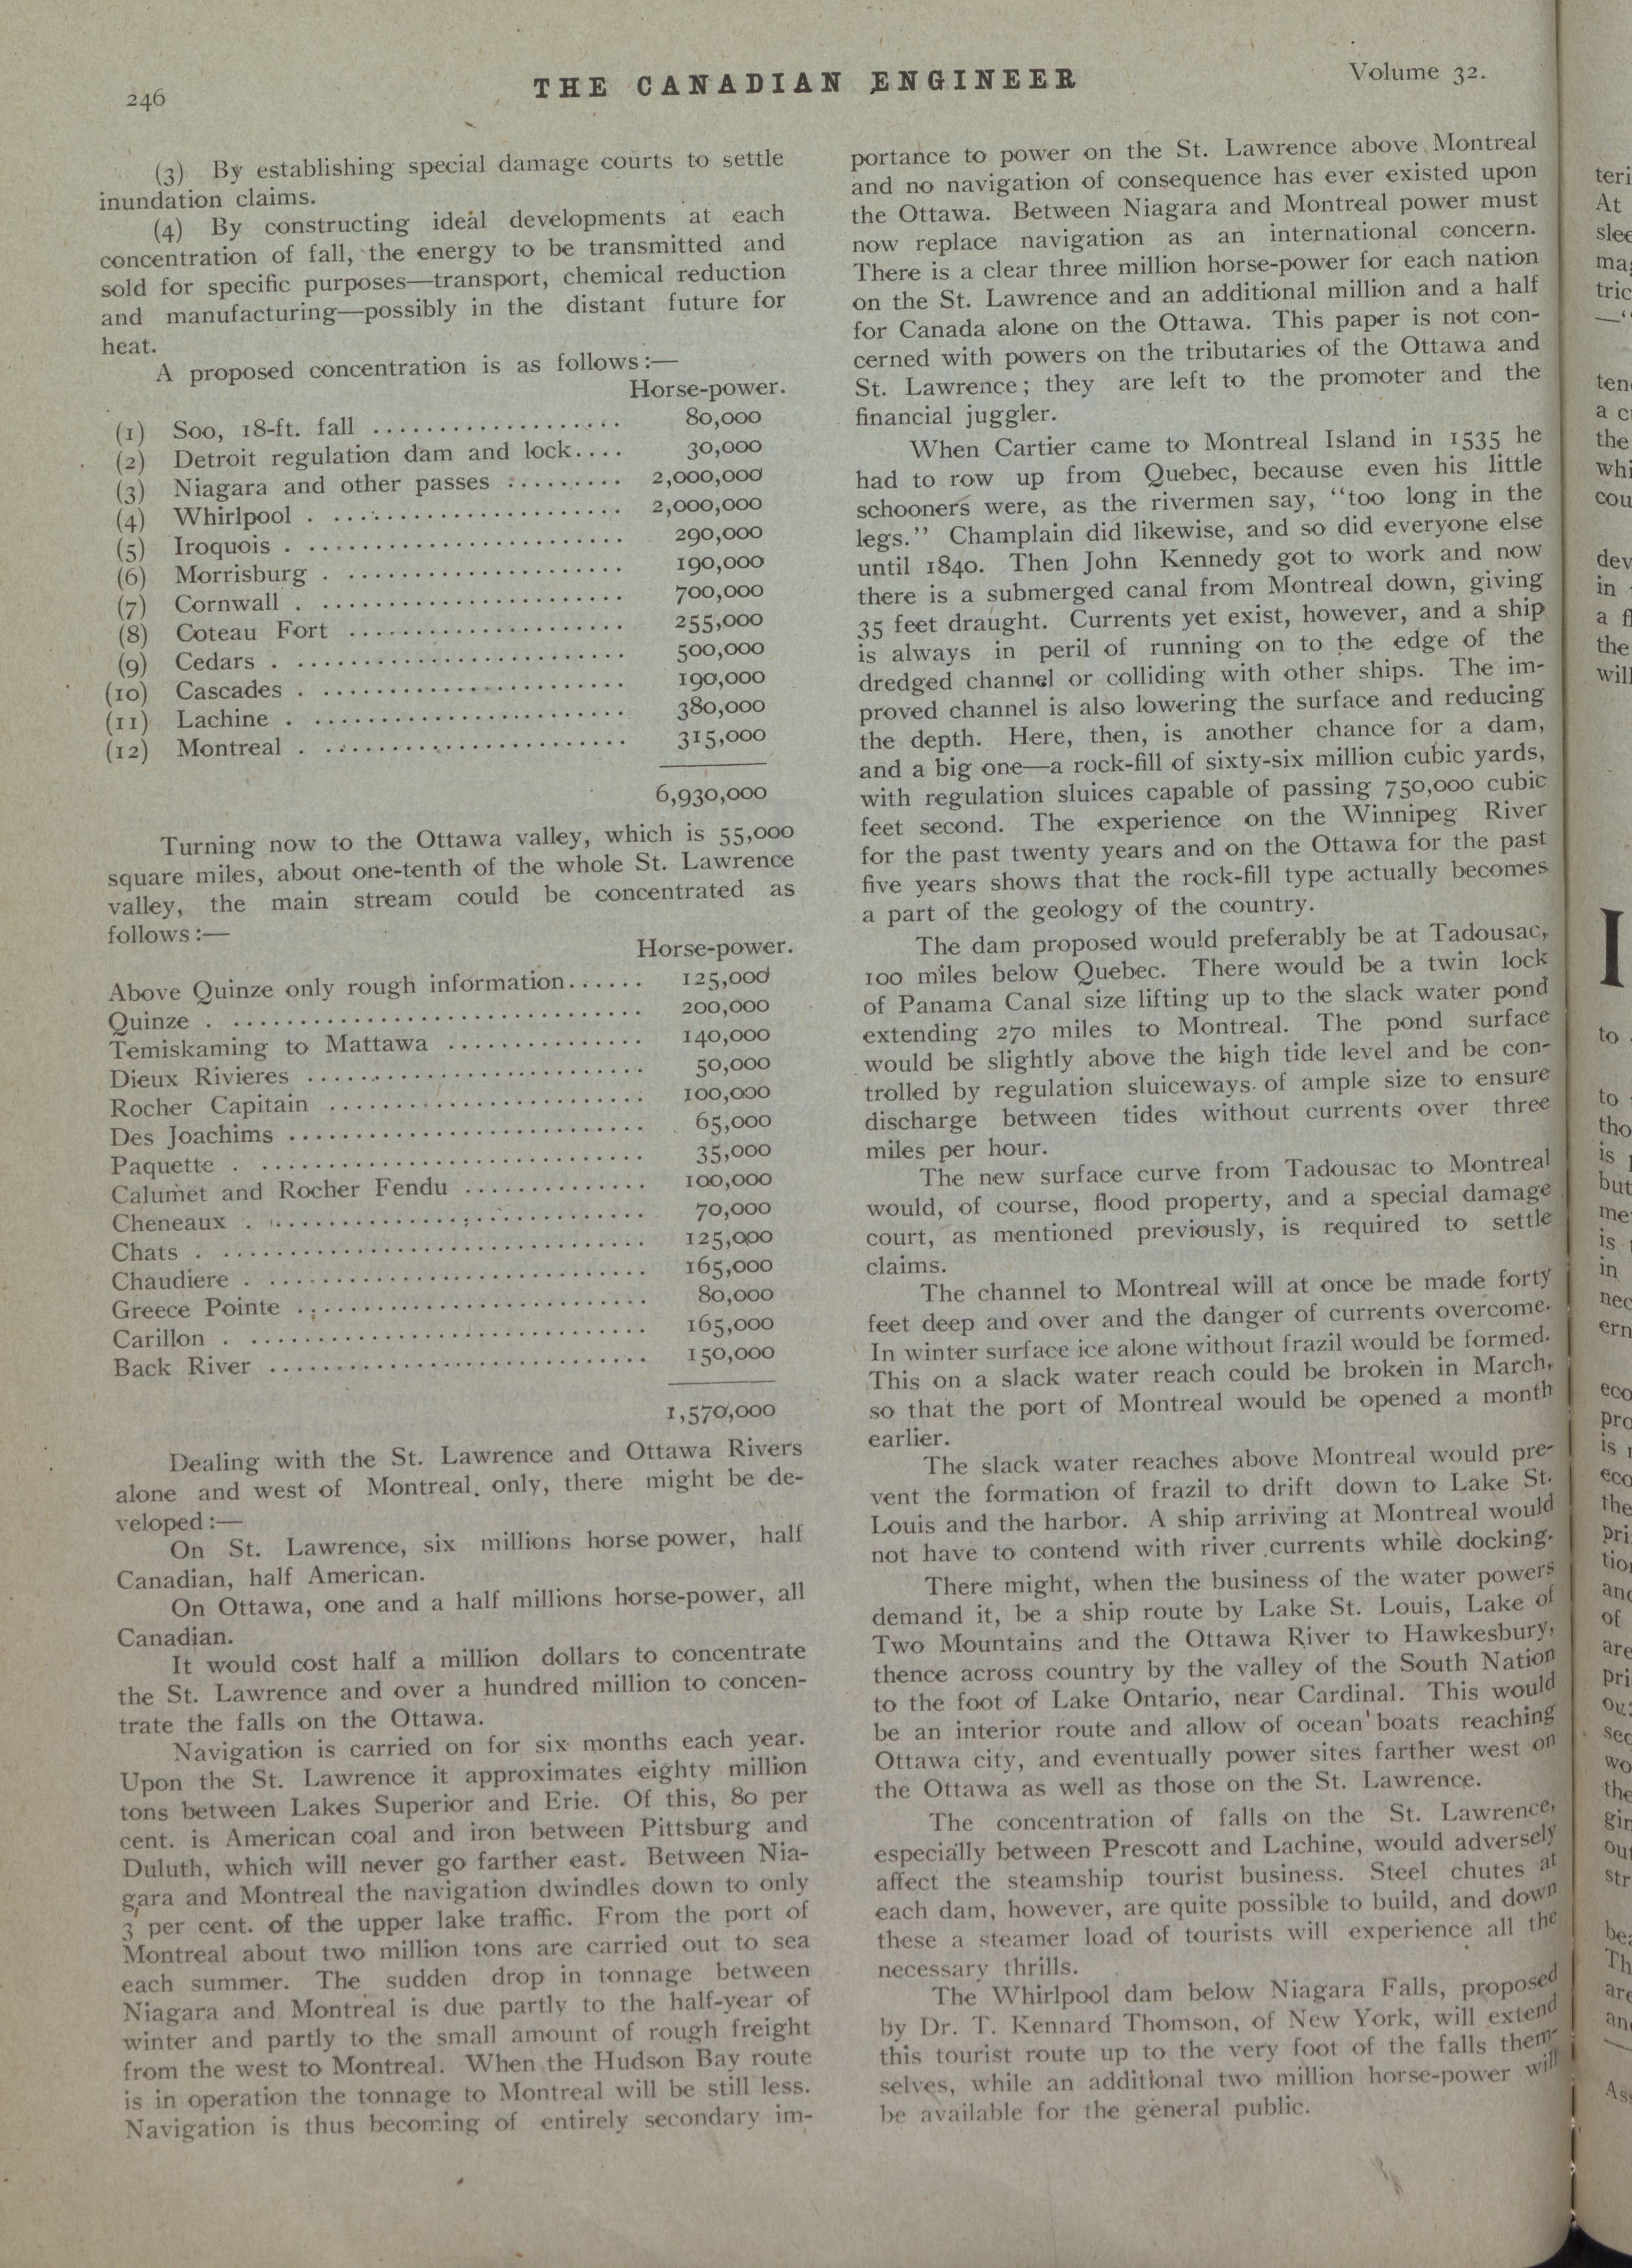 246
THE CANADIAN ENGINEER
Volume 32.
(3) By establishing special damage courts to settle
inundation claims.
(4) By constructing ideal developments at each
concentration of fall, the energy to be transmitted and
sold for specific purposes—transport, chemical reduction
and manufacturing—possibly in the distant future for
heat.
A proposed concentration is as follows:—
Horse-power.
(1) Soo, 18-ft. fall ................... 80,000
(2) Detroit regulation dam and lock.... 30,000
(3) Niagara and other passes ......... 2,000,000
(4) Whirlpool . ...................... 2,000,000
(5) Iroquois . ........................ 290,000
(6) Morrisburg . ..................... 190,000
(7) Cornwall . ....................... 700,000
(8) Coteau Fort ..................... 255,000
(9) Cedars . ......................... 500,000
(10) Cascades . ....................... 190,000
(11) Lachine . ........................ 380,000
(12) Montreal . ....................... 315,000
6,930,000
Turning now to the Ottawa valley, which is 55,000
square miles, about one-tenth of the whole St. Lawrence
valley, the main stream could be concentrated as
follows:—
Horse-power.
Above Quinze only rough information...... 125,000
Quinze . ............................... 200,000
Temiskaming to Mattawa ............... 140,000
Dieux Rivieres .......................... 50,000
Rocher Capitain ........................ 100,000
Des Joachims ........................... 65,000
Paquette . ............................. 35,000
Calumet and Rocher Fendu .............. 100,000
Cheneaux . ............................ 70,000
Chats . ................................ 125,000
Chaudiere . ............................ 165,000
Greece Pointe .......................... 80,000
Carillon . .............................. 165,000
Back River ............................. 150,000
1,570,000
Dealing with the St. Lawrence and Ottawa Rivers
alone and west of Montreal only, there might be de-
veloped:—
On St. Lawrence, six millions horse power, half
Canadian, half American.
On Ottawa, one and a half millions horse-power, all
Canadian.
It would cost half a million dollars to concentrate
the St. Lawrence and over a hundred million to concen-
trate the falls on the Ottawa.
Navigation is carried on for six months each year.
Upon the St. Lawrence it approximates eighty million
tons between Lakes Superior and Erie. Of this, 80 per
cent. is American coal and iron between Pittsburg and
Duluth, which will never go farther east. Between Nia-
gara and Montreal the navigation dwindles down to only
3 per cent. of the upper lake traffic. From the port of
Montreal about two million tons are carried out to sea
each summer. The sudden drop in tonnage between
Niagara and Montreal is due partly to the half-year of
winter and partly to the small amount of rough freight
from the west to Montreal. When the Hudson Bay route
is in operation the tonnage to Montreal will be still less.
Navigation is thus becoming of entirely secondary im-
portance to power on the St. Lawrence above Montreal
and no navigation of consequence has ever existed upon
the Ottawa. Between Niagara and Montreal power must
now replace navigation as an international concern.
There is a clear three million horse-power for each nation
on the St. Lawrence and an additional million and a half
for Canada alone on the Ottawa. This paper is not con-
cerned with powers on the tributaries of the Ottawa and
St. Lawrence; they are left to the promoter and the
financial juggler.
When Cartier came to Montreal Island in 1535 he
had to row up from Quebec, because even his little
schooners were, as the rivermen say, "too long in the
legs." Champlain did likewise, and so did everyone else
until 1840. Then John Kennedy got to work and now
there is a submerged canal from Montreal down, giving
35 feet draught. Currents yet exist, however, and a ship
is always in peril of running on to the edge of the
dredged channel or colliding with other ships. The im-
proved channel is also lowering the surface and reducing
the depth. Here, then, is another chance for a dam,
and a big one—a rock-fill of sixty-six million cubic yards,
with regulation sluices capable of passing 750,000 cubic
feet second. The experience on the Winnipeg River
for the past twenty years and on the Ottawa for the past
five years shows that the rock-fill type actually becomes
a part of the geology of the country.
The dam proposed would preferably be at Tadousac,
100 miles below Quebec. There would be a twin lock
of Panama Canal size lifting up to the slack water pond
extending 270 miles to Montreal. The pond surface
would be slightly above the high tide level and be con-
trolled by regulation sluiceways of ample size to ensure
discharge between tides without currents over three
miles per hour.
The new surface curve from Tadousac to Montreal
would, of course, flood property, and a special damage
court, as mentioned previously, is required to settle
claims.
The channel to Montreal will at once be made forty
feet deep and over and the danger of currents overcome.
In winter surface ice alone without frazil would be formed.
This on a slack water reach could be broken in March,
so that the port of Montreal would be opened a month
earlier.
The slack water reaches above Montreal would pre-
vent the formation of frazil to drift down to Lake St.
Louis and the harbor. A ship arriving at Montreal would
not have to contend with river currents while docking.
There might, when the business of the water powers
demand it, be a ship route by Lake St. Louis, Lake of
Two Mountains and the Ottawa River to Hawkesbury,
thence across country by the valley of the South Nation
to the foot of Lake Ontario, near Cardinal. This would
be an interior route and allow of ocean boats reaching
Ottawa city, and eventually power sites farther west on
the Ottawa as well as those on the St. Lawrence.
The concentration of falls on the St. Lawrence,
especially between Prescott and Lachine, would adversely
affect the steamship tourist business. Steel chutes at
each dam, however, are quite possible to build, and down
these a steamer load of tourists will experience all the
necessary thrills.
The Whirlpool dam below Niagara Falls, proposed
by Dr. T. Kennard Thomson, of New York, will extend
this tourist route up to the very foot of the falls them-
selves, while an additional two million horse-power will
be available for the general public.